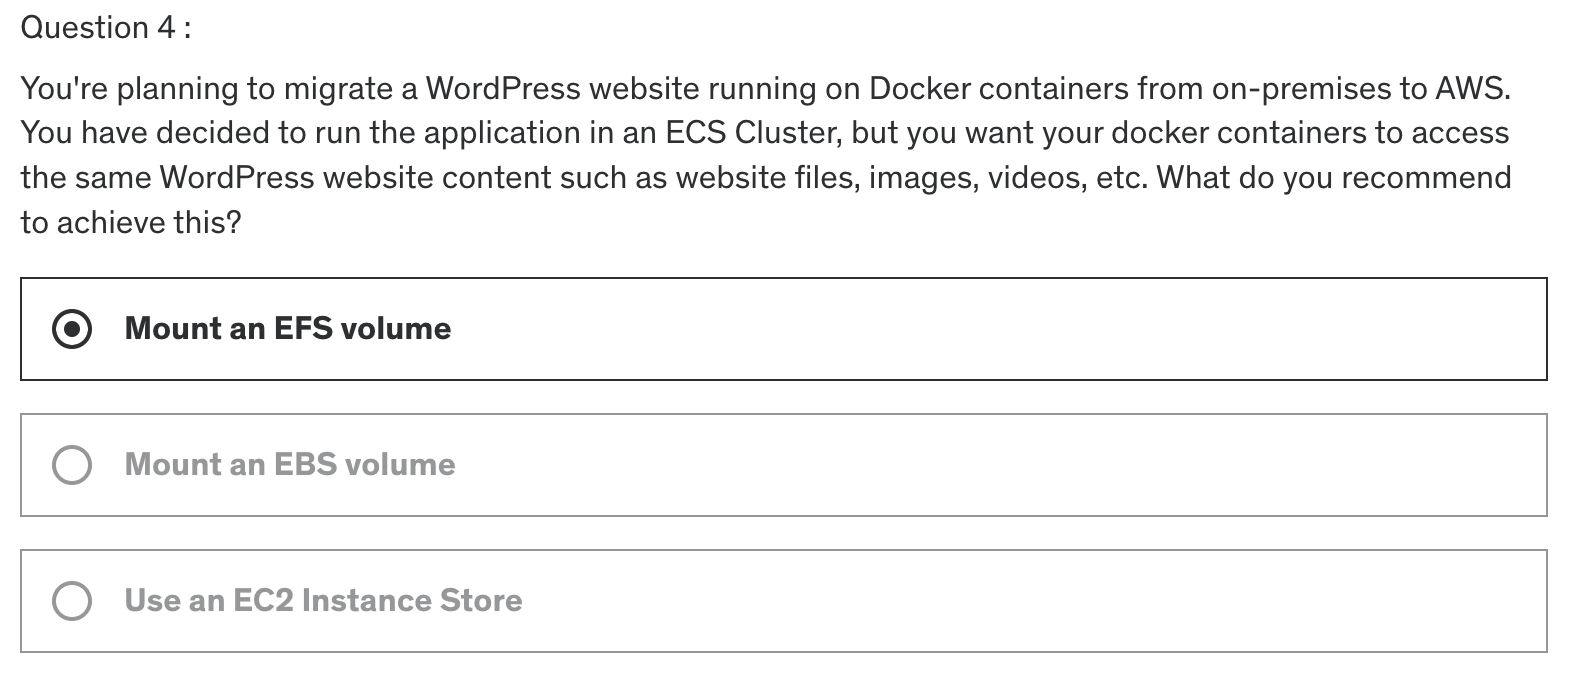 Question 4 :
You're planning to migrate a WordPress website running on Docker containers from on-premises to AWS.
You have decided to run the application in an ECS Cluster, but you want your docker containers to access
the same WordPress website content such as website files, images, videos, etc. What do you recommend
to achieve this?
Mount an EFS volume
Mount an EBS volume
Use an EC2 Instance Store